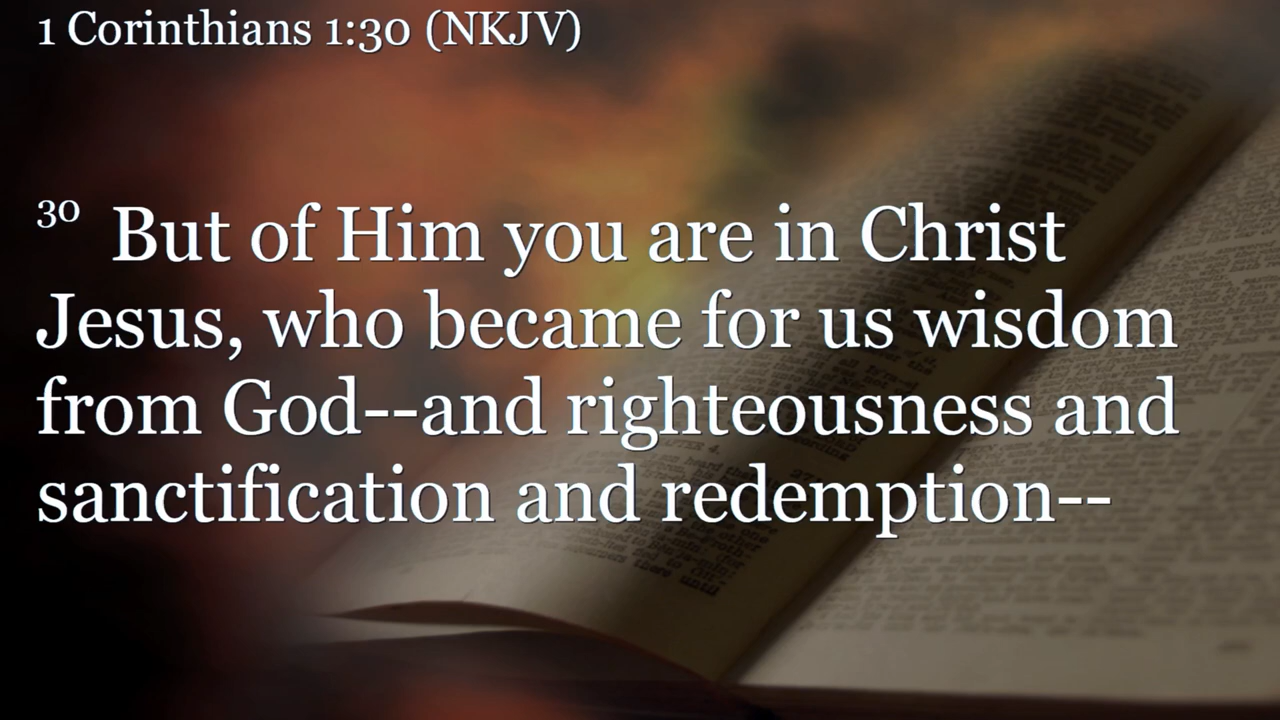 1 Corinthians 1:30 (NKJV)
30 But of Him you are in Christ
Jesus, who became for us wisdom
from God--and righteousness and
sanctification and redemption--